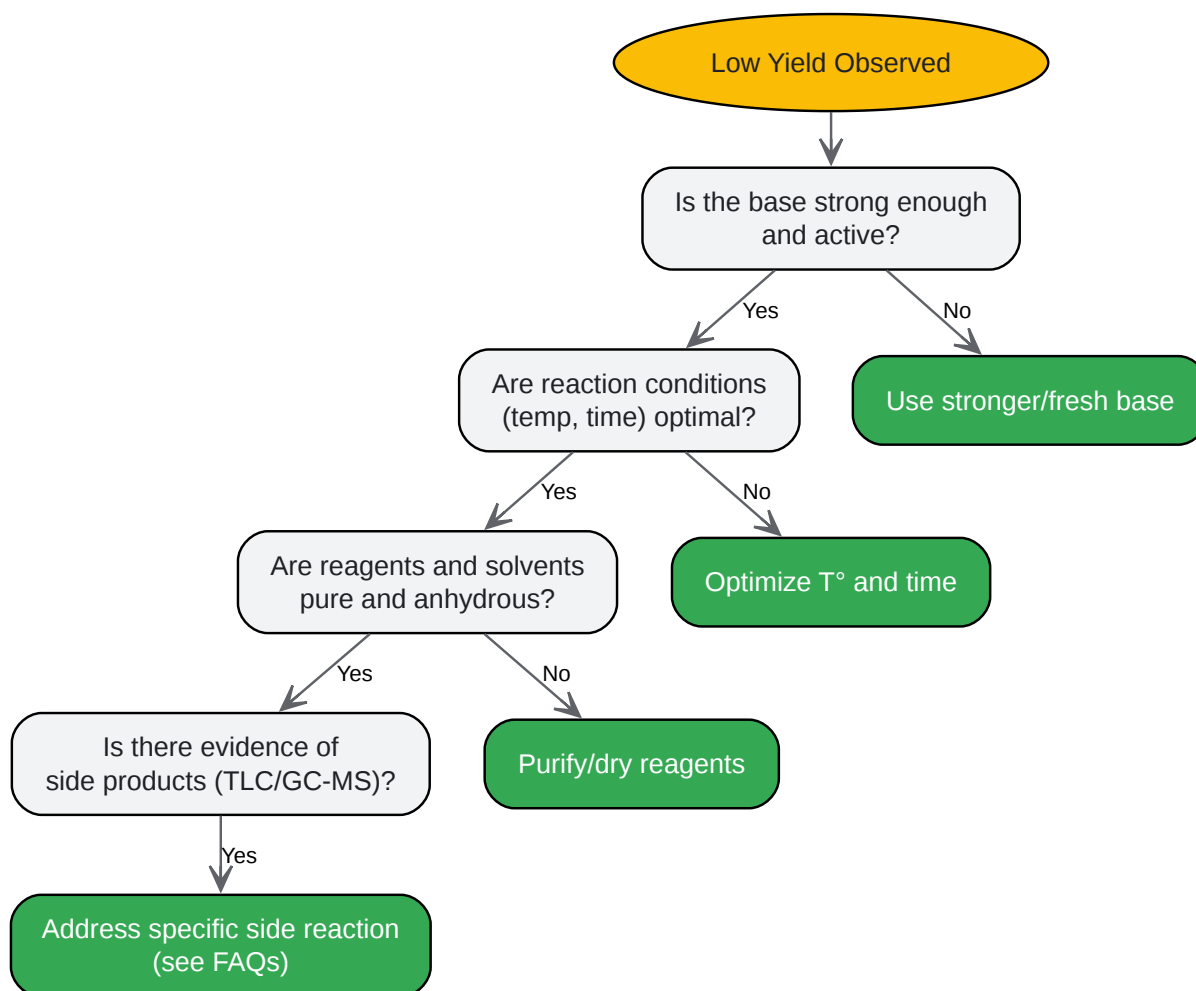 Low Yield Observed
Is the base strong enough
and active?
Yes
No
Are reaction conditions
(temp, time) optimal?
Use stronger/fresh base
Yes
No
Are reagents and solvents
pure and anhydrous?
Optimize T° and time
Yes
No
Is there evidence of
side products (TLC/GC-MS)?
Purify/dry reagents
Yes
Address specific side reaction
(see FAQs)